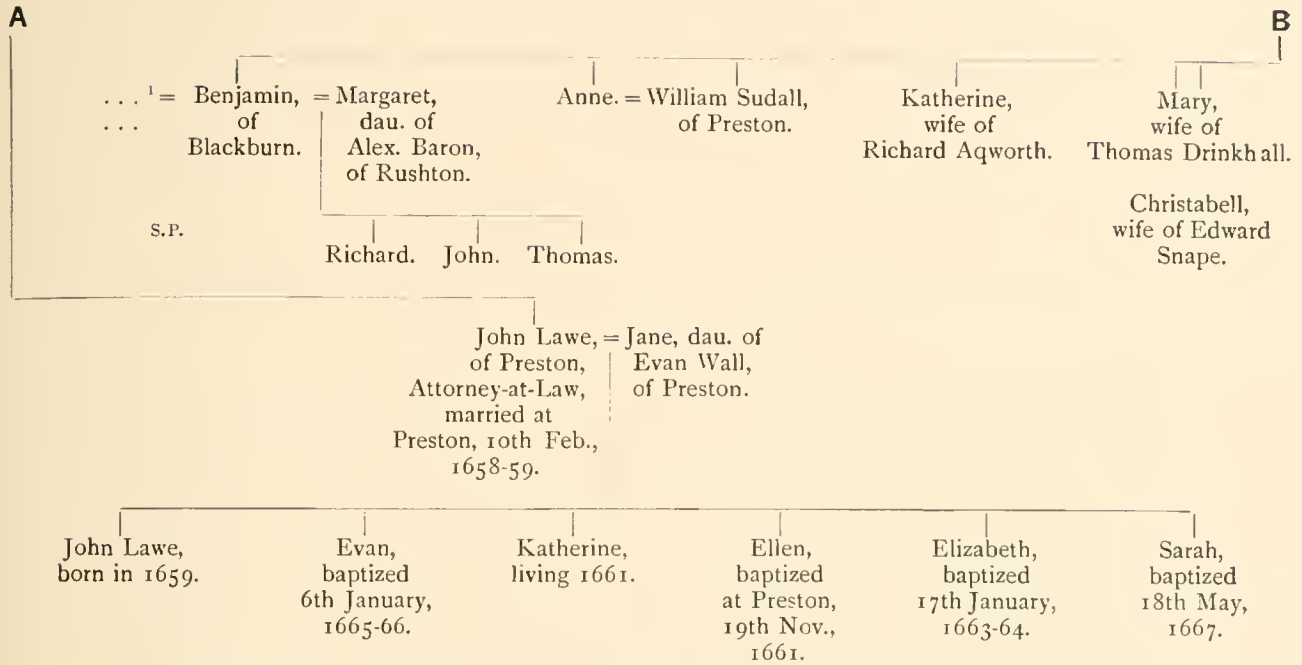 A
B
... ¹ =
...
Benjamin,
of
Blackburn.
= Margaret,
dau. of
Alex. Baron,
of Rushton.
Anne. = William Sudall,
of Preston.
Katherine,
wife of
Richard Aqworth.
Mary,
wife of
Thomas Drinkhall.
Christabell,
wife of Edward
Snape.
S.P.
Richard. John. Thomas.
John Lawe,
of Preston,
Attorney-at-Law,
married at
Preston, 10th Feb.,
1658-59.
= Jane, dau. of
Evan Wall,
of Preston.
John Lawe,
born in 1659.
Evan,
baptized
6th January,
1665-66.
Katherine,
living 1661.
Ellen,
baptized
at Preston,
19th Nov.,
1661.
Elizabeth,
baptized
17th January,
1663-64.
Sarah,
baptized
18th May,
1667.